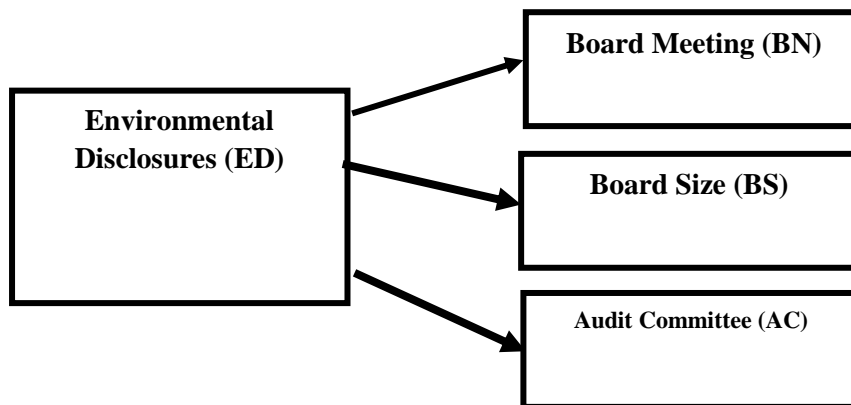 Board Meeting (BN)
Environmental
Disclosures (ED)
Board Size (BS)
Audit Committee (AC)